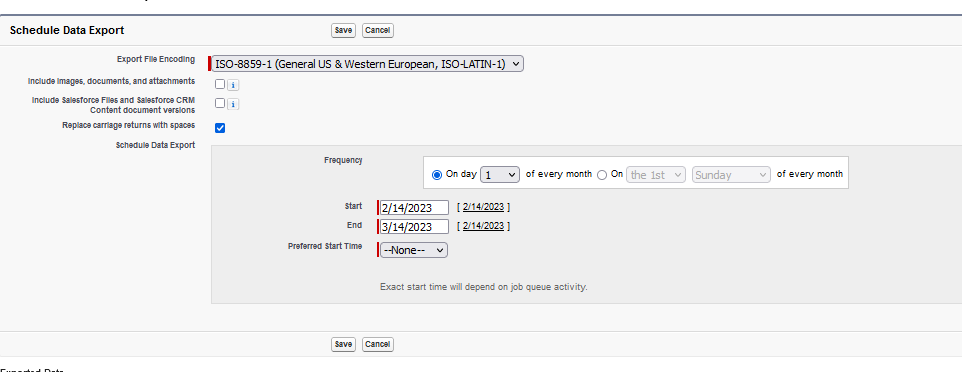 Schedule Data Export Save Cancel
Export File Encoding ISO-8859-1 (General US & Western European, ISO-LATIN-1)
Include images, documents, and attachments i
Include Salesforce Files and Salesforce CRM
Content document versions i
Replace carriage returns with spaces
Schedule Data Export
Frequency On day 1 of every month On the 1st Sunday of every month
Start 2/14/2023 [ 2/14/2023 ]
End 3/14/2023 [ 2/14/2023 ]
Preferred Start Time --None--
Exact start time will depend on job queue activity.
Save Cancel
Exported Data